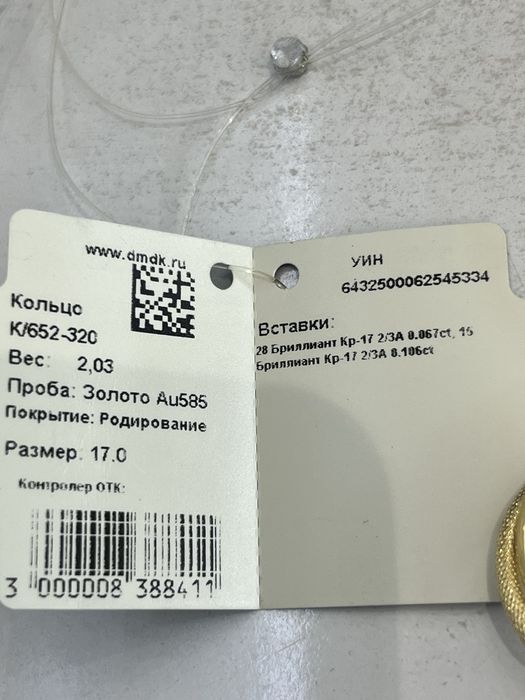 www.dmdk.ru
Кольцо
К/652-320
Вес: 2,03
Проба: Золото Au585
Покрытие: Родирование
Размер: 17.0
Контролер ОТК:
3 000008 388411
УИН
6432500062545334
Вставки:
28 Бриллиант Кр-17 2/3А 0.067ct, 15
Бриллиант Кр-17 2/3А 0.106ct